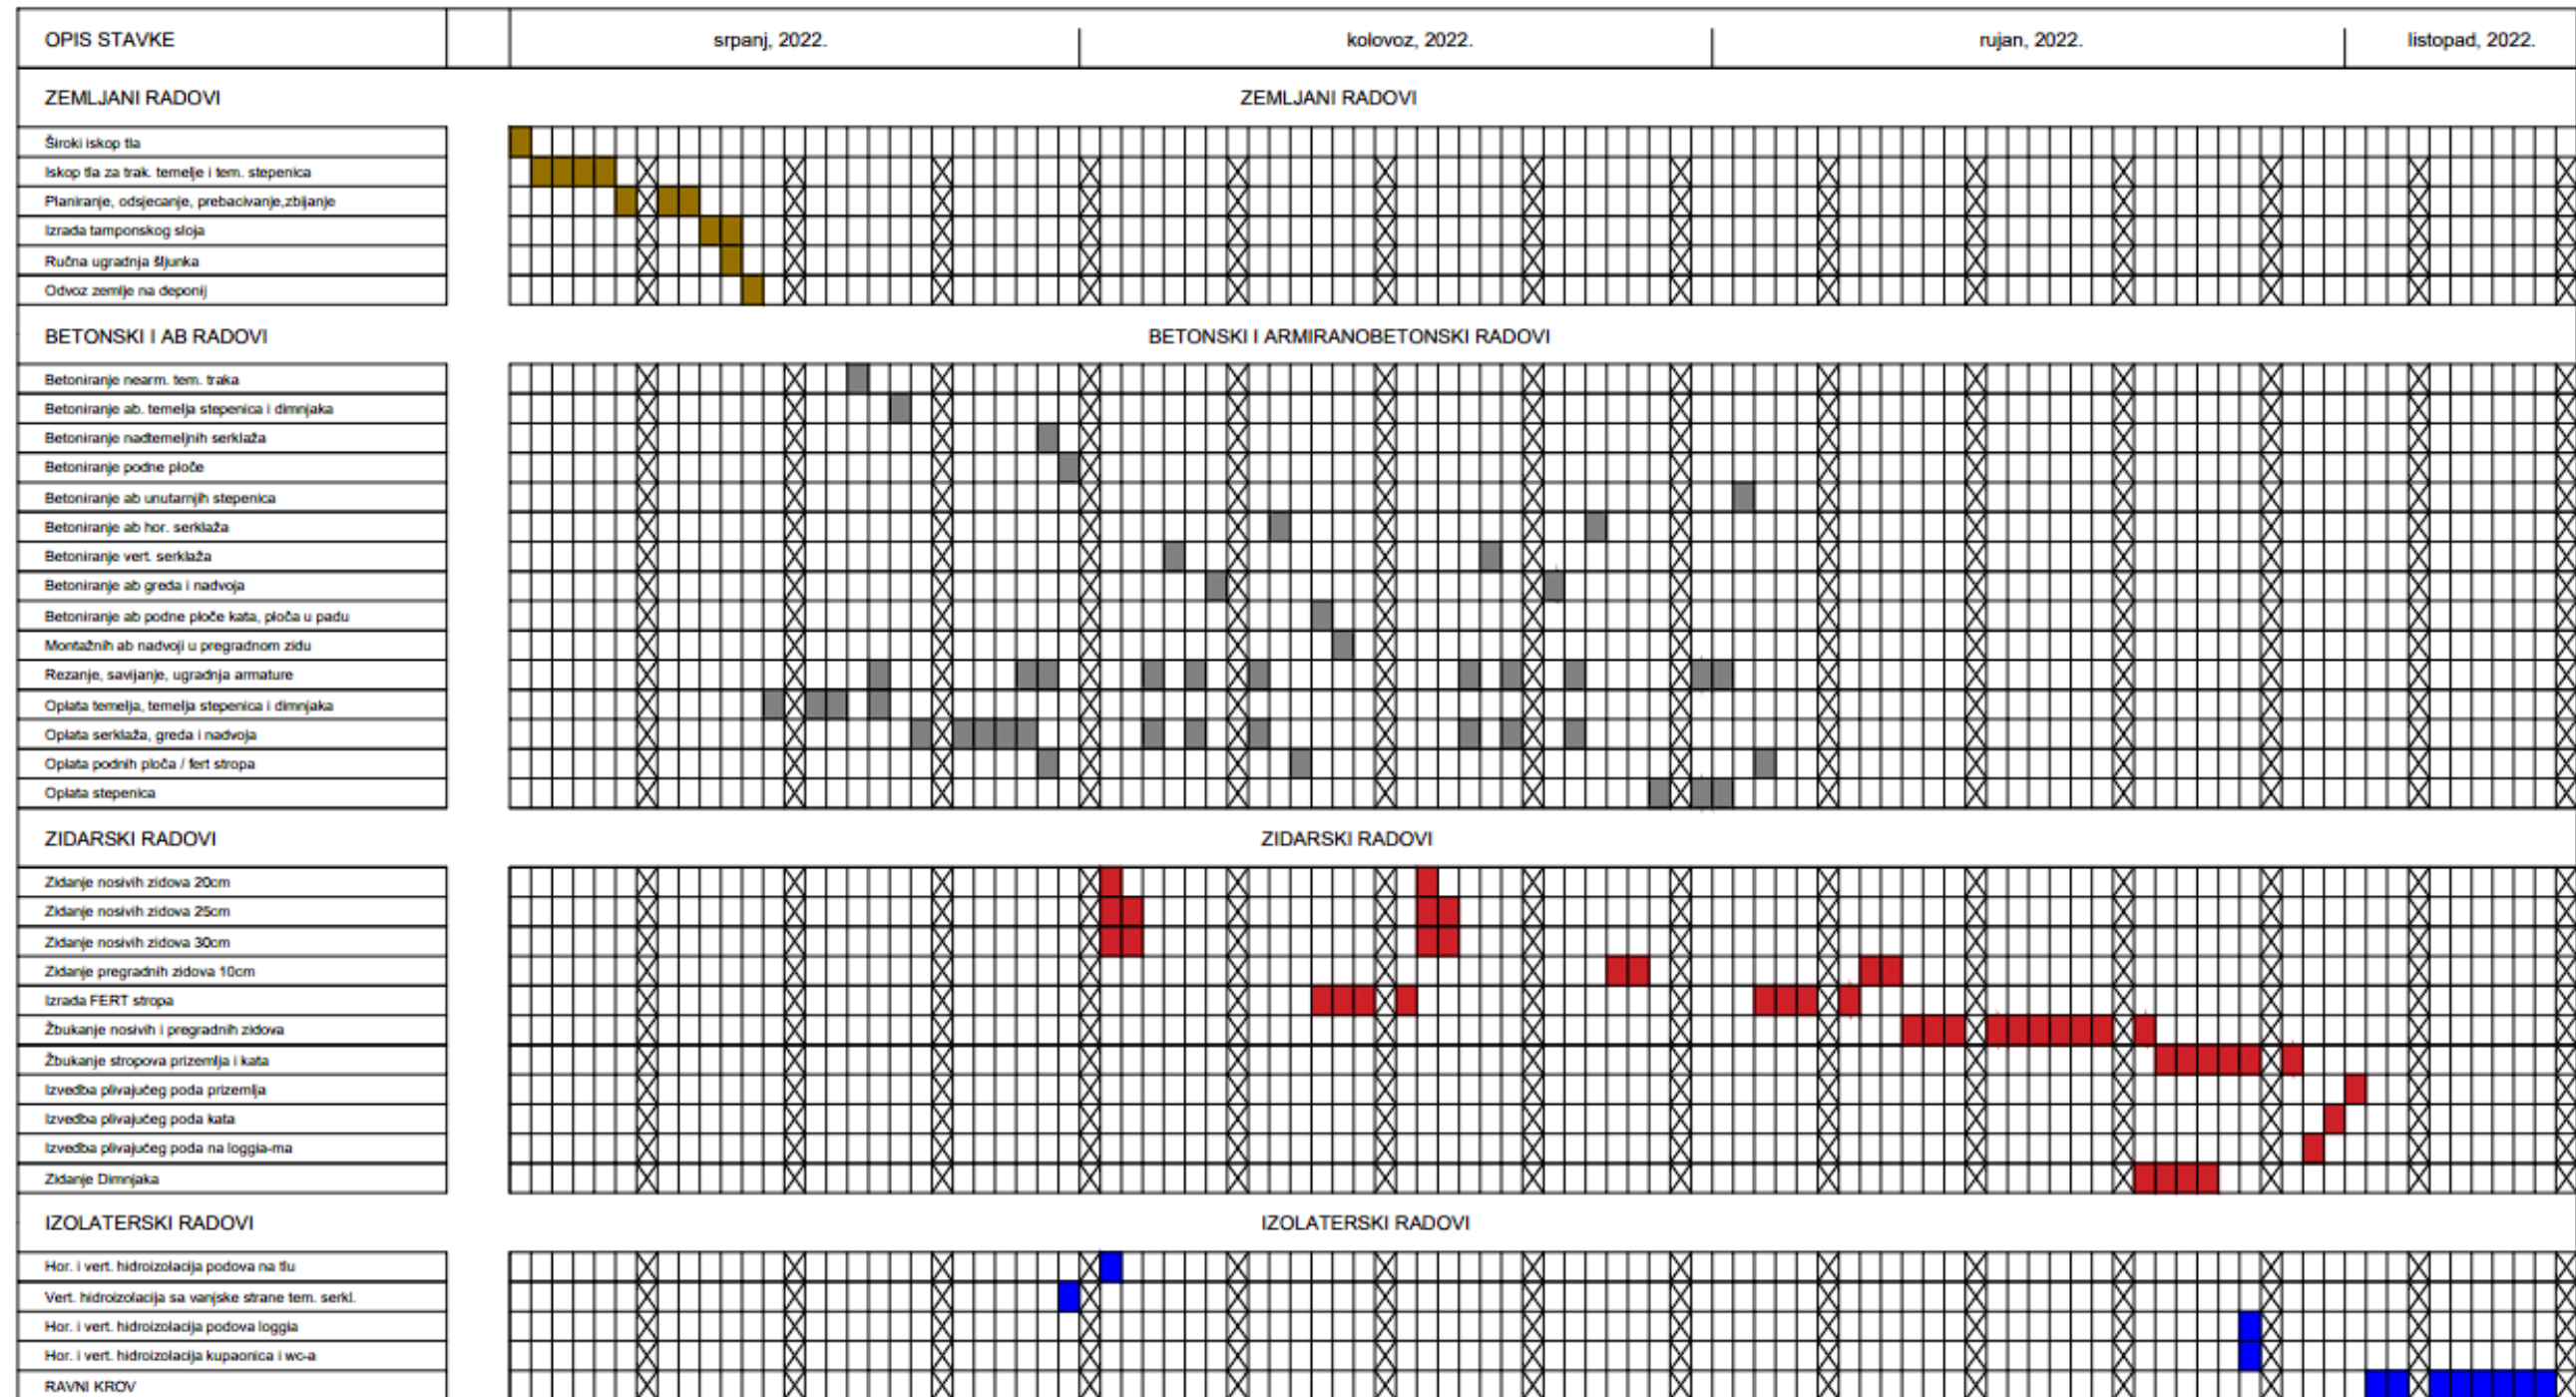 OPIS STAVKE srpanj, 2022. kolovoz, 2022. rujan, 2022. listopad, 2022.
ZEMLJANI RADOVI ZEMLJANI RADOVI
Široki iskop tla
Iskop tla za trak. temelje i tem. stepenica
Planiranje, odsjecanje, prebacivanje,zbijanje
Izrada tamponskog sloja
Ručna ugradnja šljunka
Odvoz zemlje na deponij
BETONSKI I AB RADOVI BETONSKI I ARMIRANOBETONSKI RADOVI
Betoniranje nearm. tem. traka
Betoniranje ab. temelja stepenica i dimnjaka
Betoniranje nadtemeljnih serklaža
Betoniranje podne ploče
Betoniranje ab unutarnjih stepenica
Betoniranje ab hor. serklaža
Betoniranje vert. serklaža
Betoniranje ab greda i nadvoja
Betoniranje ab podne ploče kata, ploča u padu
Montažnih ab nadvoji u pregradnom zidu
Rezanje, savijanje, ugradnja armature
Oplata temelja, temelja stepenica i dimnjaka
Oplata serklaža, greda i nadvoja
Oplata podnih ploča / fert stropa
Oplata stepenica
ZIDARSKI RADOVI ZIDARSKI RADOVI
Zidanje nosivih zidova 20cm
Zidanje nosivih zidova 25cm
Zidanje nosivih zidova 30cm
Zidanje pregradnih zidova 10cm
Izrada FERT stropa
Žbukanje nosivih i pregradnih zidova
Žbukanje stropova prizemlja i kata
Izvedba plivajućeg poda prizemlja
Izvedba plivajućeg poda kata
Izvedba plivajućeg poda na loggia-ma
Zidanje Dimnjaka
IZOLATERSKI RADOVI IZOLATERSKI RADOVI
Hor. i vert. hidroizolacija podova na tlu
Vert. hidroizolacija sa vanjske strane tem. serkl.
Hor. i vert. hidroizolacija podova loggia
Hor. i vert. hidroizolacija kupaonica i wc-a
RAVNI KROV